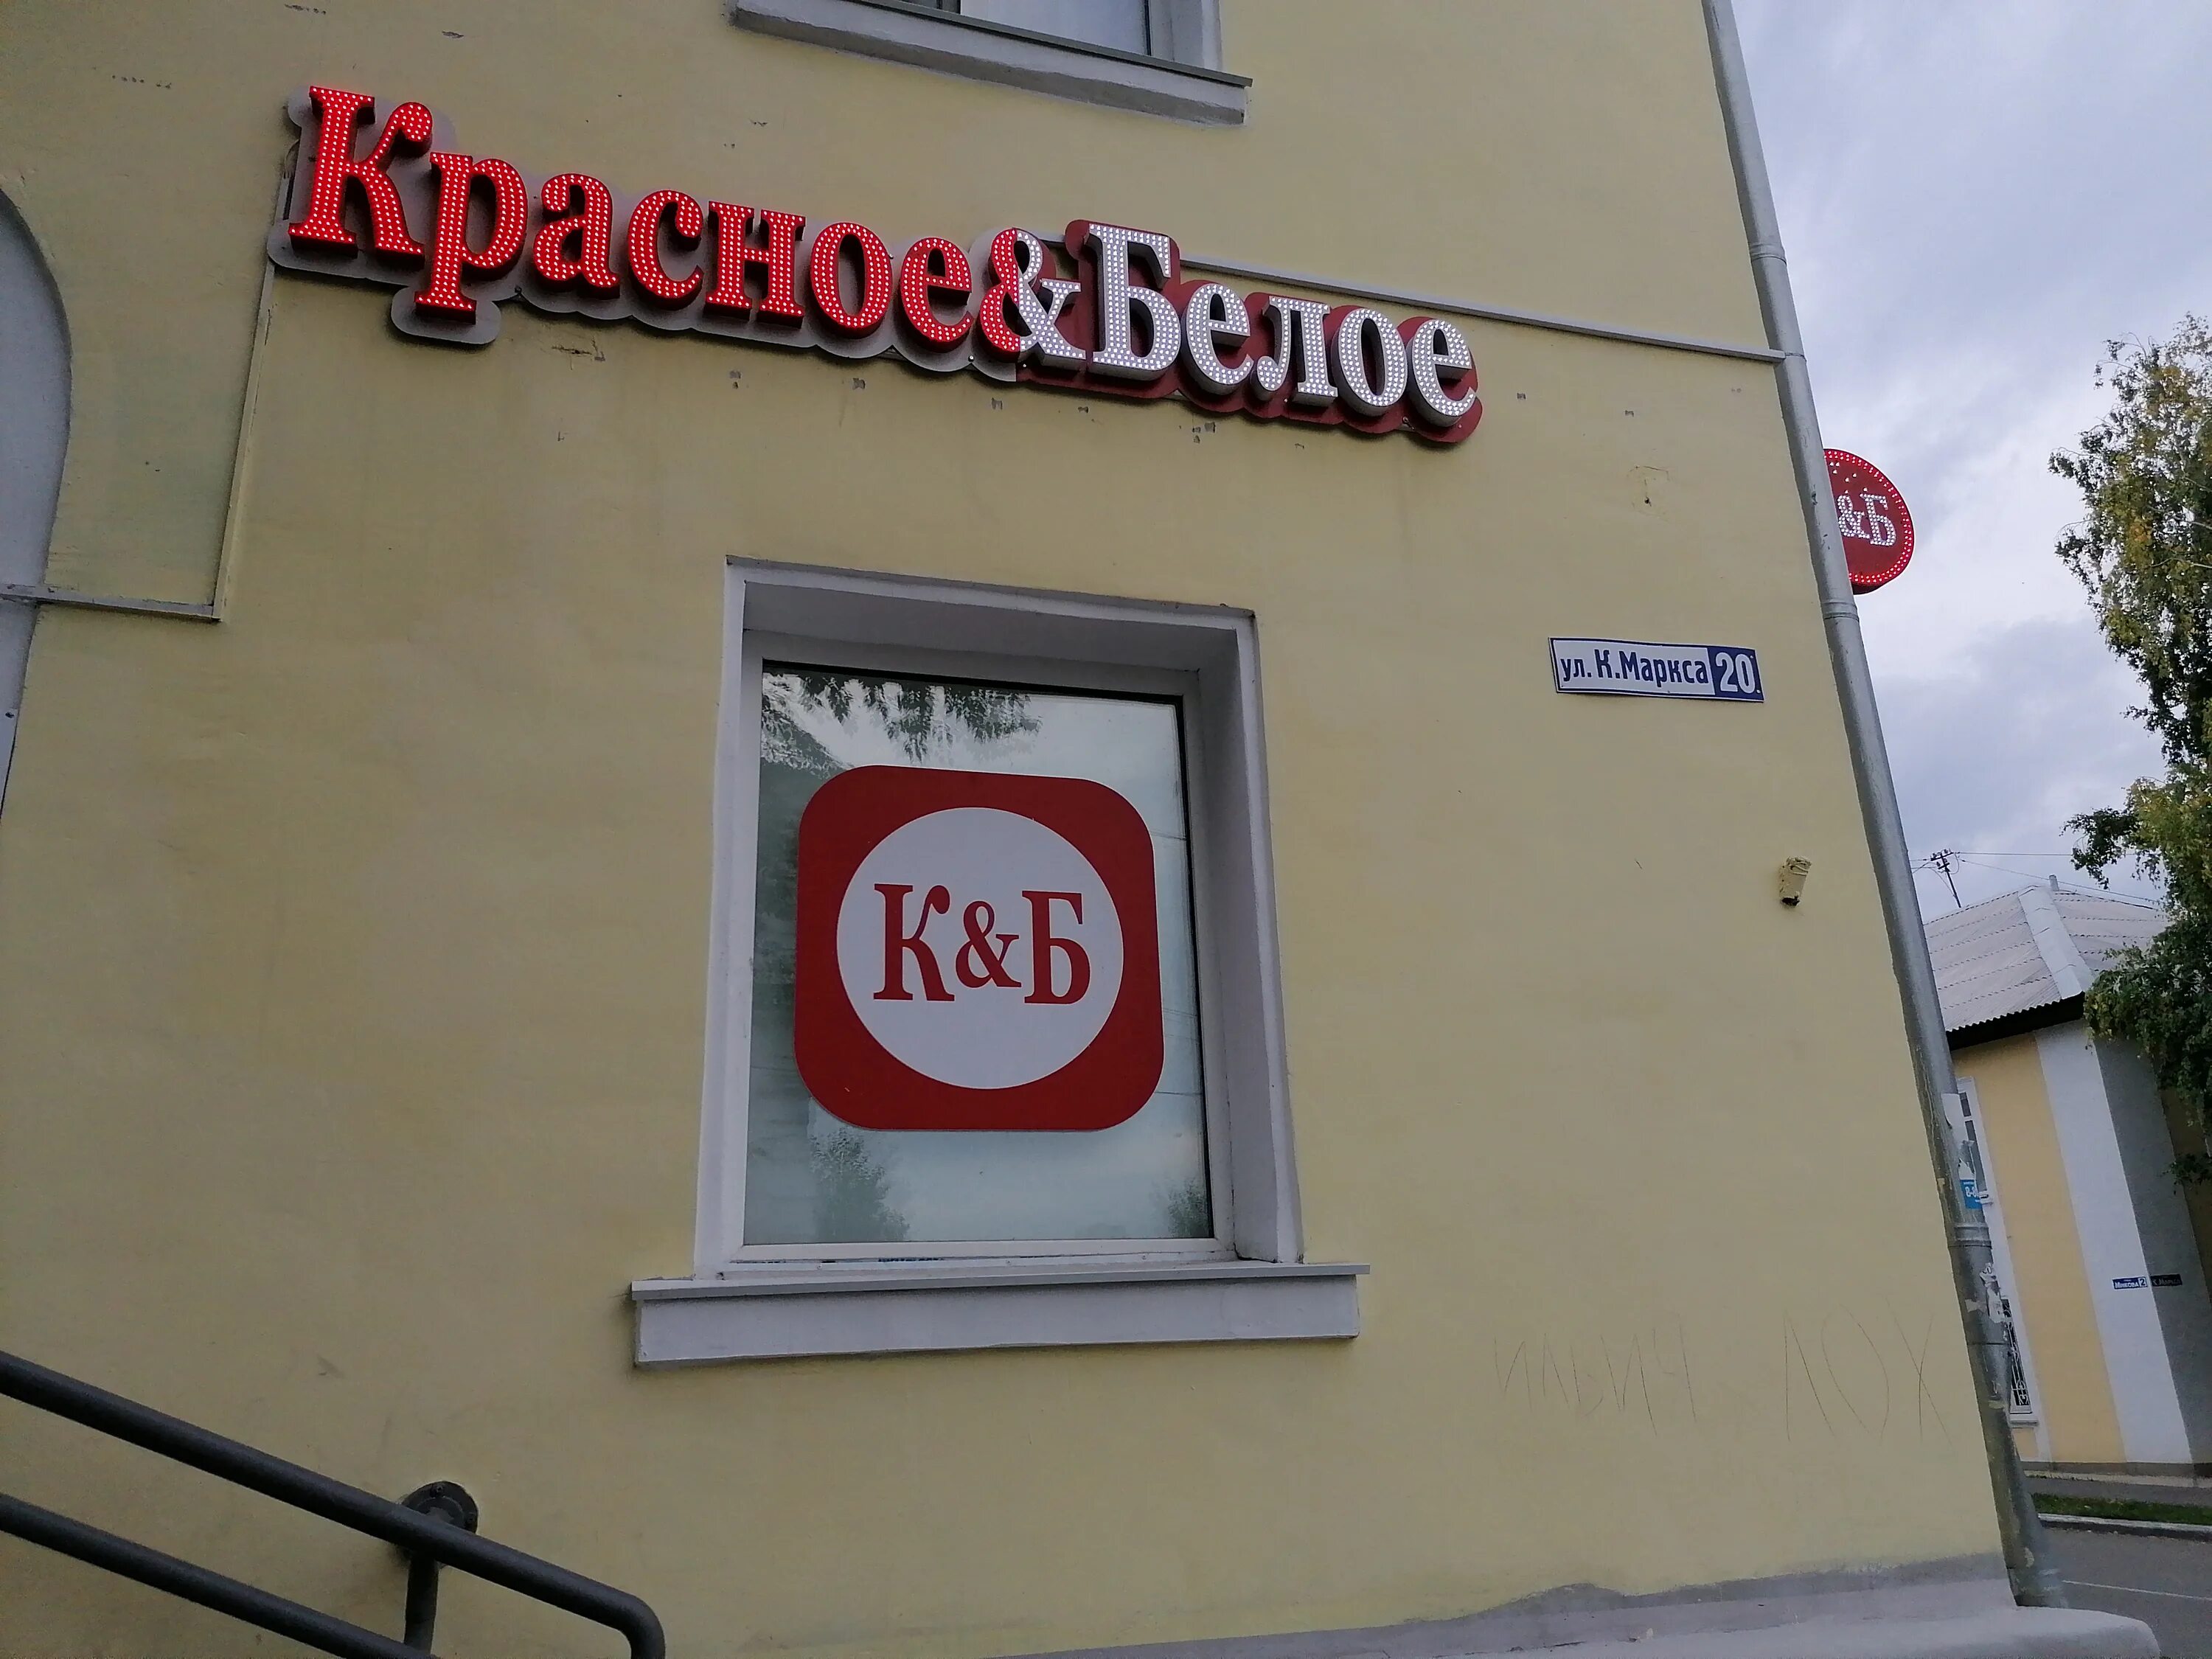 Красное&Белое
&Б
ул. К.Маркса 20
К&Б
ИЛЬИЧ ЛОХ